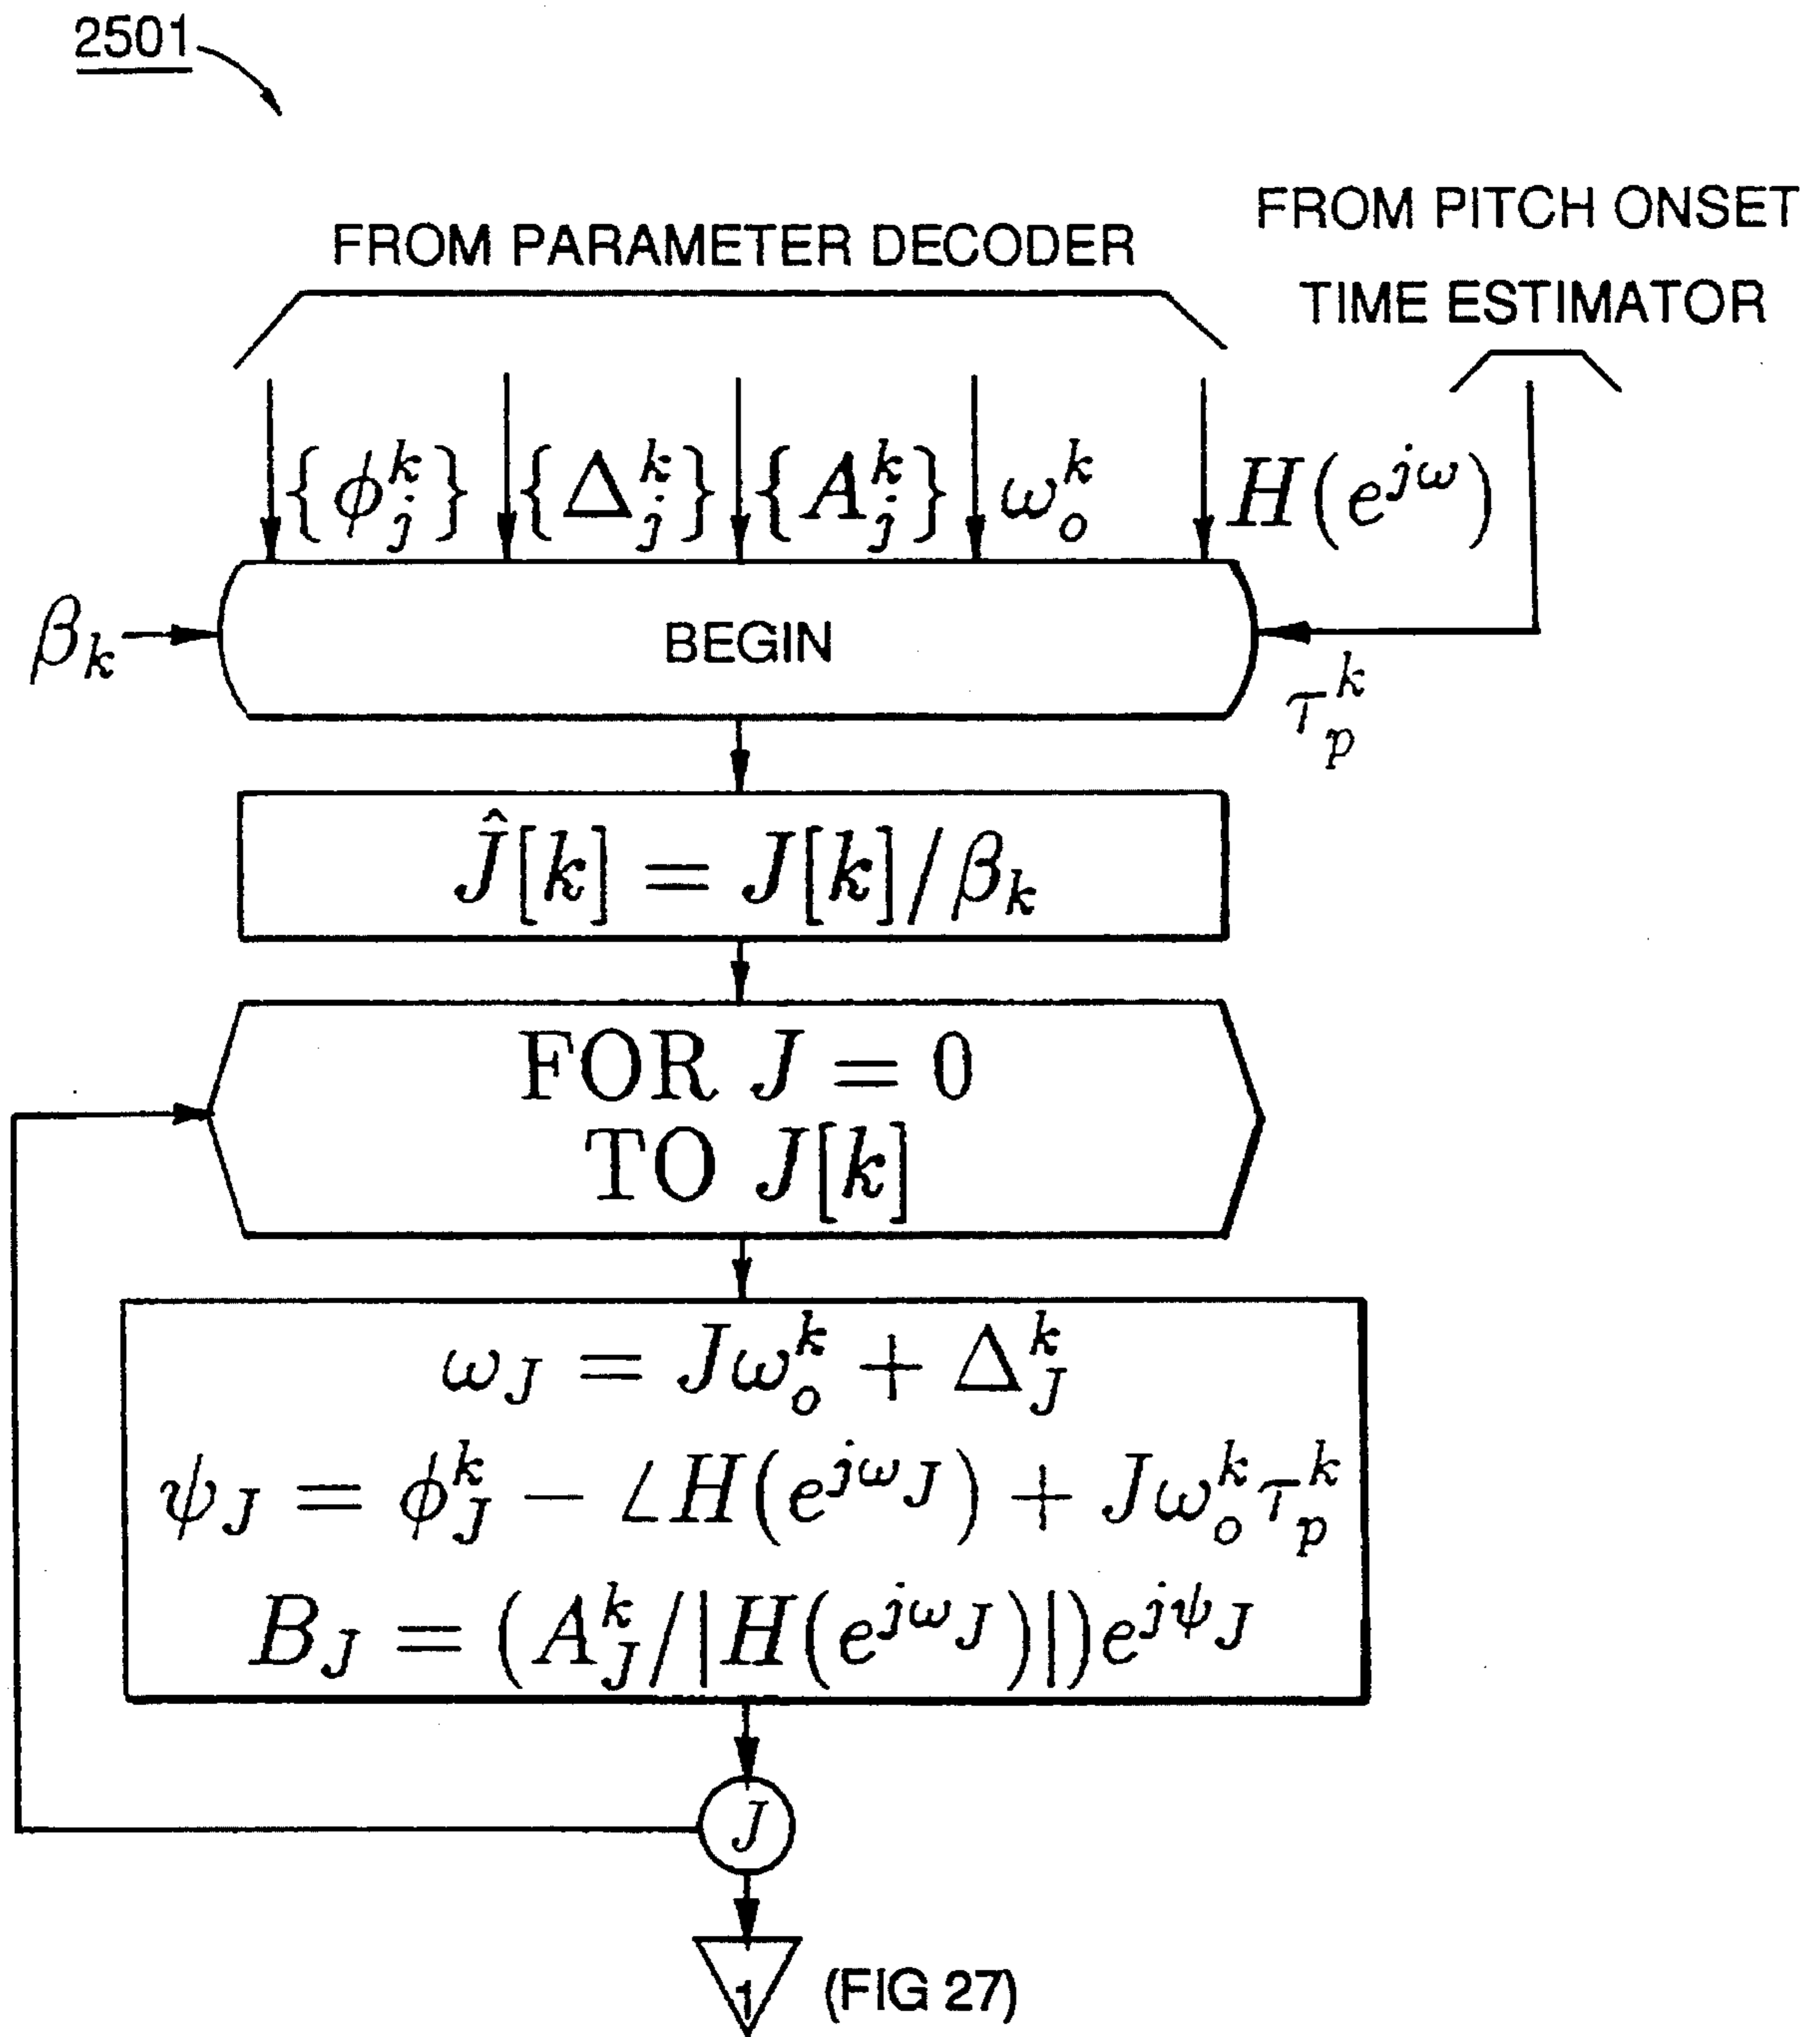 2501
FROM PARAMETER DECODER
FROM PITCH ONSET
TIME ESTIMATOR
{ϕ_j^k} {Δ_j^k} {A_j^k} ω_o^k H(e^{jω})
β_k
BEGIN
τ_p^k
Ĵ[k] = J[k]/β_k
FOR J = 0
TO J[k]
ω_J = Jω_o^k + Δ_J^k
ψ_J = ϕ_J^k − ∠H(e^{jω_J}) + Jω_o^k τ_p^k
B_J = (A_J^k/|H(e^{jω_J})|)e^{jψ_J}
J
1 (FIG 27)